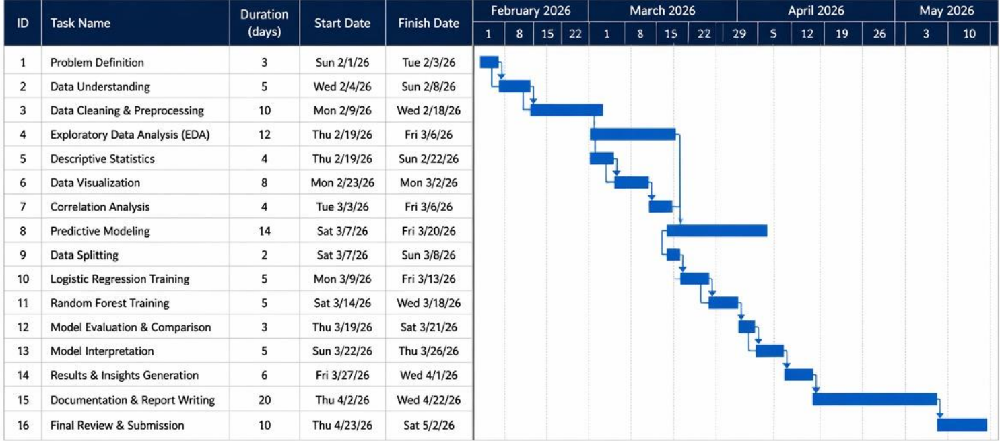 ID Task Name Duration (days) Start Date Finish Date February 2026 March 2026 April 2026 May 2026
1 8 15 22 1 8 15 22 29 5 12 19 26 3 10
1 Problem Definition 3 Sun 2/1/26 Tue 2/3/26
2 Data Understanding 5 Wed 2/4/26 Sun 2/8/26
3 Data Cleaning & Preprocessing 10 Mon 2/9/26 Wed 2/18/26
4 Exploratory Data Analysis (EDA) 12 Thu 2/19/26 Fri 3/6/26
5 Descriptive Statistics 4 Thu 2/19/26 Sun 2/22/26
6 Data Visualization 8 Mon 2/23/26 Mon 3/2/26
7 Correlation Analysis 4 Tue 3/3/26 Fri 3/6/26
8 Predictive Modeling 14 Sat 3/7/26 Fri 3/20/26
9 Data Splitting 2 Sat 3/7/26 Sun 3/8/26
10 Logistic Regression Training 5 Mon 3/9/26 Fri 3/13/26
11 Random Forest Training 5 Sat 3/14/26 Wed 3/18/26
12 Model Evaluation & Comparison 3 Thu 3/19/26 Sat 3/21/26
13 Model Interpretation 5 Sun 3/22/26 Thu 3/26/26
14 Results & Insights Generation 6 Fri 3/27/26 Wed 4/1/26
15 Documentation & Report Writing 20 Thu 4/2/26 Wed 4/22/26
16 Final Review & Submission 10 Thu 4/23/26 Sat 5/2/26